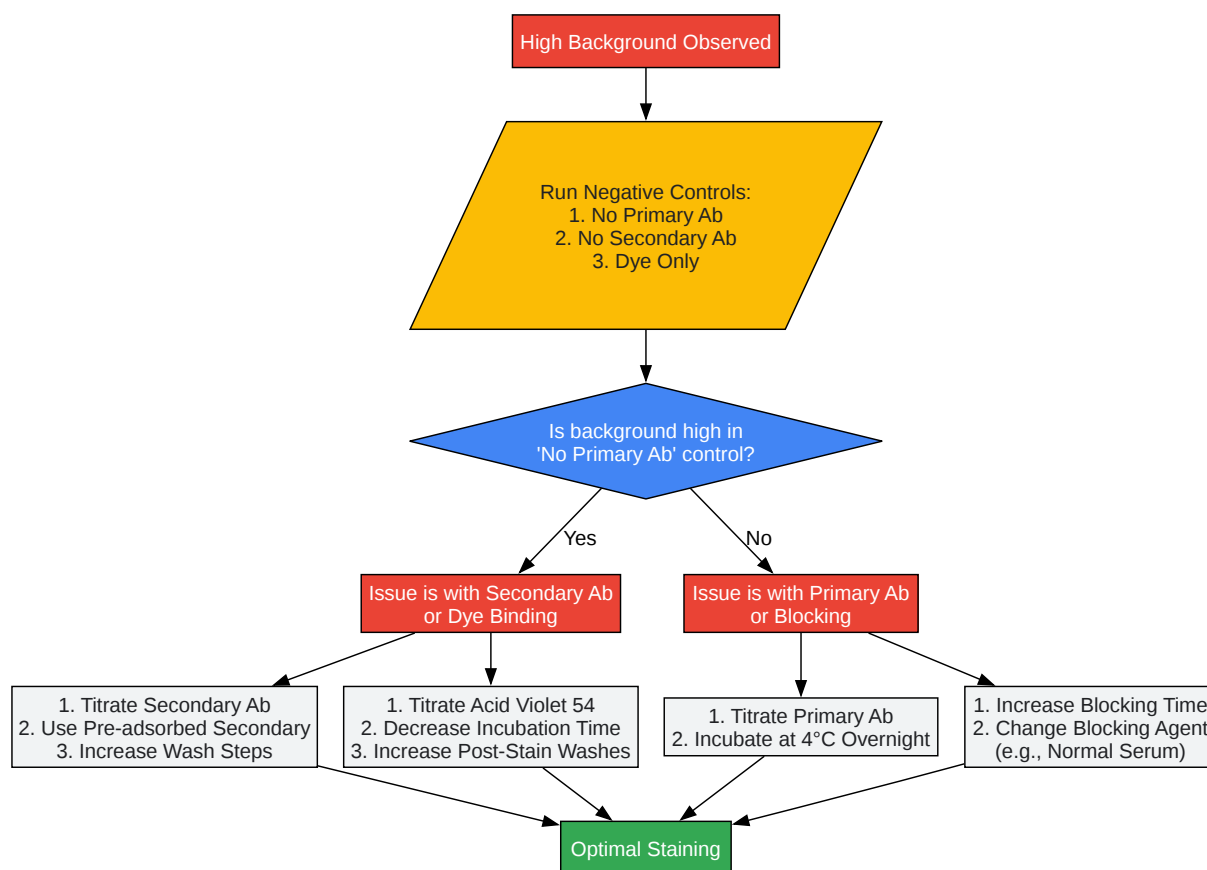 High Background Observed
Run Negative Controls:
1. No Primary Ab
2. No Secondary Ab
3. Dye Only
Is background high in
'No Primary Ab' control?
Yes
No
Issue is with Secondary Ab
or Dye Binding
Issue is with Primary Ab
or Blocking
1. Titrate Secondary Ab
2. Use Pre-adsorbed Secondary
3. Increase Wash Steps
1. Titrate Acid Violet 54
2. Decrease Incubation Time
3. Increase Post-Stain Washes
1. Titrate Primary Ab
2. Incubate at 4°C Overnight
1. Increase Blocking Time
2. Change Blocking Agent
(e.g., Normal Serum)
Optimal Staining